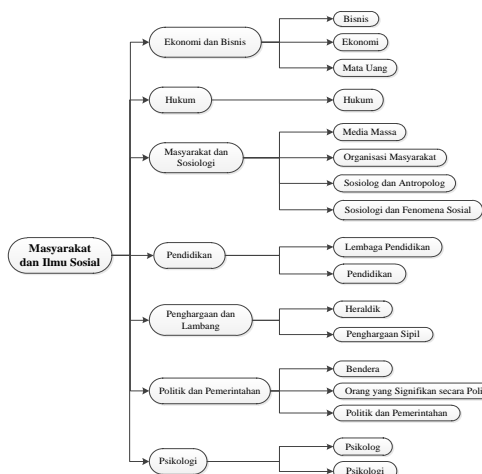 Masyarakat
dan Ilmu Sosial
Ekonomi dan Bisnis
Bisnis
Ekonomi
Mata Uang
Hukum
Hukum
Masyarakat dan
Sosiologi
Media Massa
Organisasi Masyarakat
Sosiolog dan Antropolog
Sosiologi dan Fenomena Sosial
Pendidikan
Lembaga Pendidikan
Pendidikan
Penghargaan dan
Lambang
Heraldik
Penghargaan Sipil
Politik dan Pemerintahan
Bendera
Orang yang Signifikan secara Poli
Politik dan Pemerintahan
Psikologi
Psikolog
Psikologi